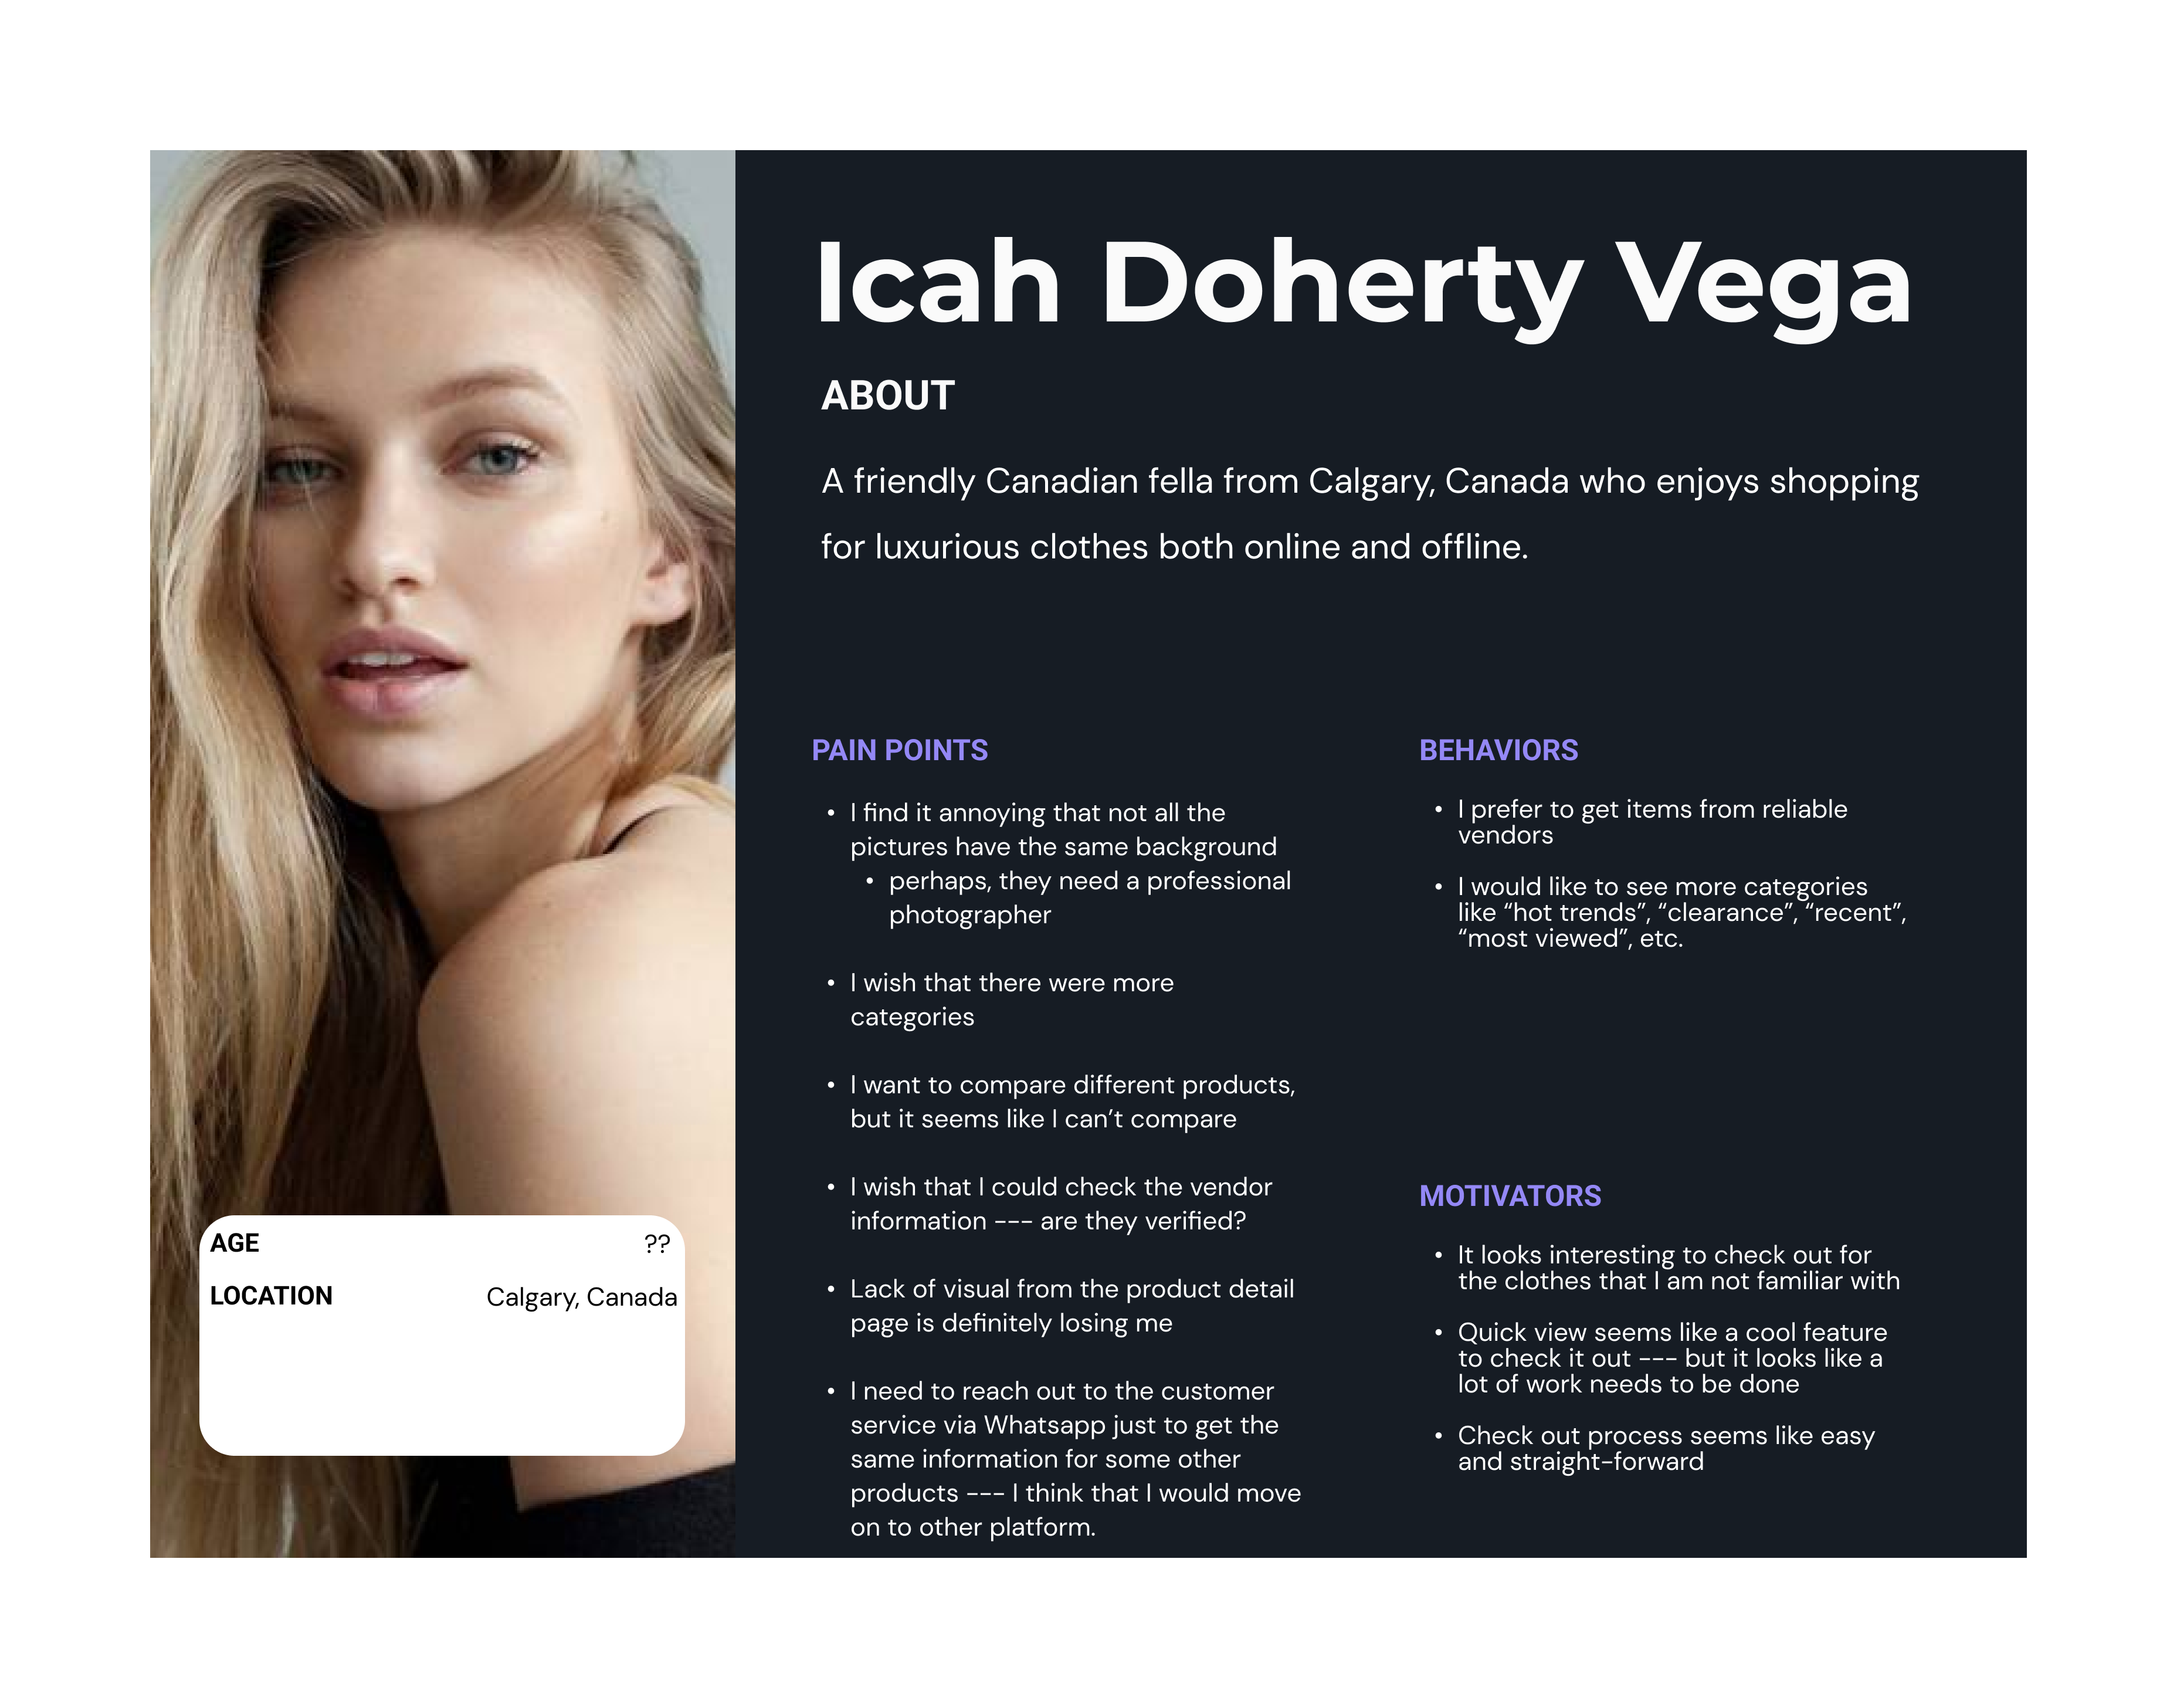 Icah Doherty Vega
ABOUT
A friendly Canadian fella from Calgary, Canada who enjoys shopping
for luxurious clothes both online and offline.
PAIN POINTS
• I find it annoying that not all the
pictures have the same background
• perhaps, they need a professional
photographer
• I wish that there were more
categories
• I want to compare different products,
but it seems like I can’t compare
• I wish that I could check the vendor
information --- are they verified?
• Lack of visual from the product detail
page is definitely losing me
• I need to reach out to the customer
service via Whatsapp just to get the
same information for some other
products --- I think that I would move
on to other platform.
BEHAVIORS
• I prefer to get items from reliable
vendors
• I would like to see more categories
like “hot trends”, “clearance”, “recent”,
“most viewed”, etc.
MOTIVATORS
• It looks interesting to check out for
the clothes that I am not familiar with
• Quick view seems like a cool feature
to check it out --- but it looks like a
lot of work needs to be done
• Check out process seems like easy
and straight-forward
AGE ??
LOCATION Calgary, Canada